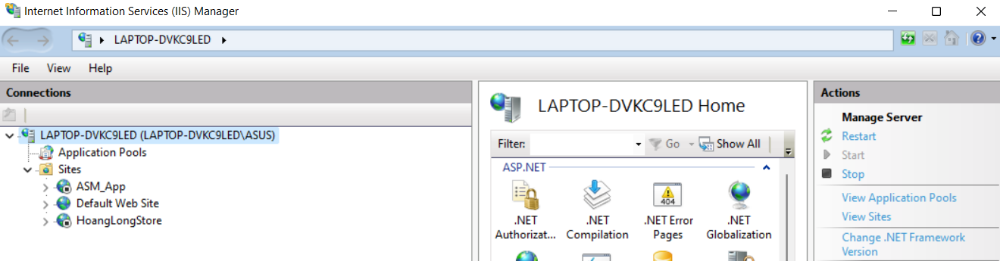 Internet Information Services (IIS) Manager
LAPTOP-DVKC9LED
File View Help
Connections
LAPTOP-DVKC9LED (LAPTOP-DVKC9LED\ASUS)
Application Pools
Sites
ASM_App
Default Web Site
HoangLongStore
LAPTOP-DVKC9LED Home
Filter: Go Show All
ASP.NET
.NET
Authorizat...
.NET
Compilation
404
.NET Error
Pages
.NET
Globalization
Actions
Manage Server
Restart
Start
Stop
View Application Pools
View Sites
Change .NET Framework
Version